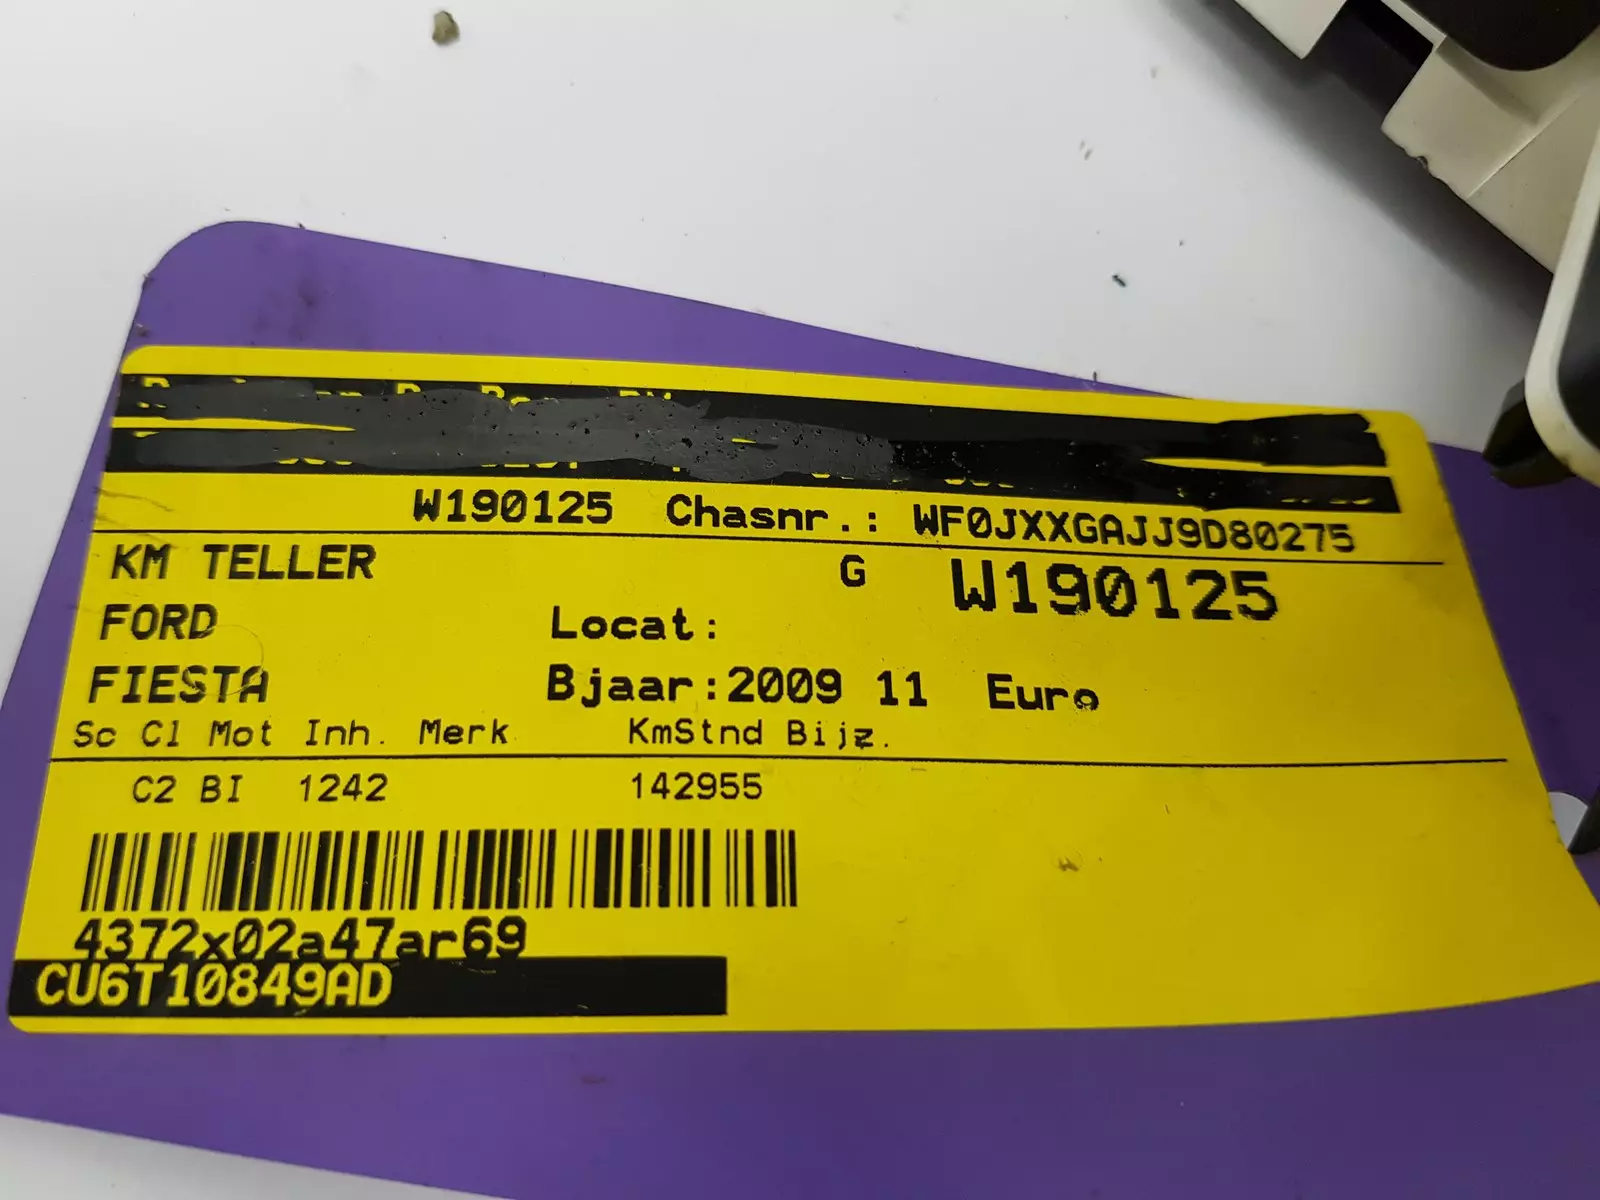 W190125 Chasnr.: WF0JXXGAJJ9D80275
KM TELLER G W190125
FORD Locat:
FIESTA Bjaar:2009 11 Euro
Sc Cl Mot Inh. Merk KmStnd Bijz.
C2 BI 1242 142955
4372x02a47ar69
CU6T10849AD